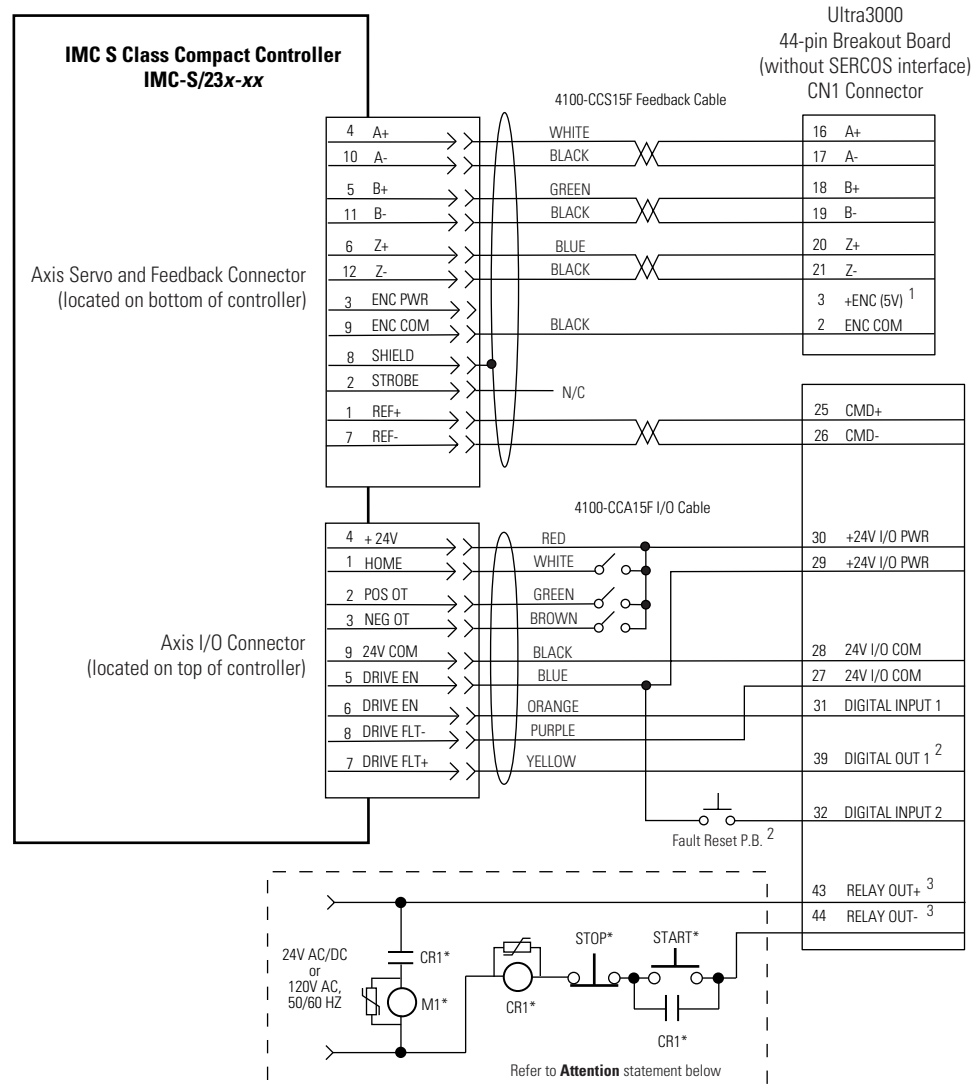 Ultra3000
44-pin Breakout Board
(without SERCOS interface)
CN1 Connector
IMC S Class Compact Controller
IMC-S/23x-xx
4100-CCS15F Feedback Cable
4 A+ WHITE 16 A+
10 A- BLACK 17 A-
5 B+ GREEN 18 B+
11 B- BLACK 19 B-
6 Z+ BLUE 20 Z+
12 Z- BLACK 21 Z-
Axis Servo and Feedback Connector
(located on bottom of controller)
3 ENC PWR 3 +ENC (5V) 1
9 ENC COM BLACK 2 ENC COM
8 SHIELD
2 STROBE N/C
1 REF+ 25 CMD+
7 REF- 26 CMD-
4100-CCA15F I/O Cable
4 + 24V RED 30 +24V I/O PWR
1 HOME WHITE 29 +24V I/O PWR
2 POS OT GREEN
3 NEG OT BROWN
Axis I/O Connector
(located on top of controller)
9 24V COM BLACK 28 24V I/O COM
5 DRIVE EN BLUE 27 24V I/O COM
6 DRIVE EN ORANGE 31 DIGITAL INPUT 1
8 DRIVE FLT- PURPLE
7 DRIVE FLT+ YELLOW 39 DIGITAL OUT 1 2
32 DIGITAL INPUT 2
Fault Reset P.B. 2
43 RELAY OUT+ 3
44 RELAY OUT- 3
24V AC/DC
or
120V AC,
50/60 HZ
CR1*
M1*
CR1*
STOP*
START*
CR1*
Refer to Attention statement below